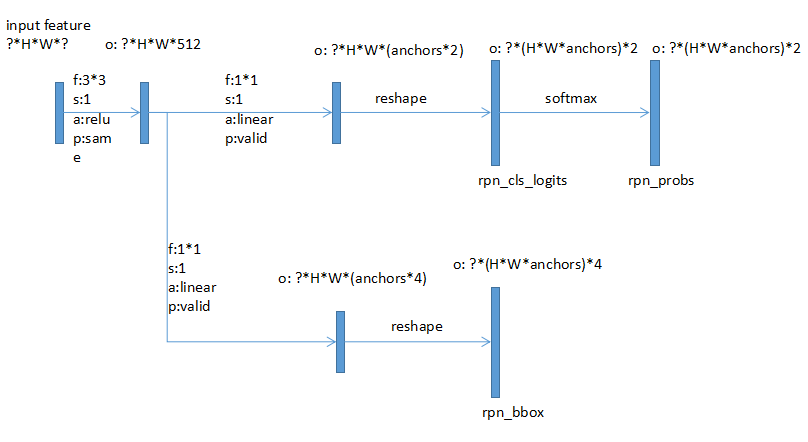 input feature
?*H*W*?
o: ?*H*W*512
o: ?*H*W*(anchors*2)
o: ?*(H*W*anchors)*2
o: ?*(H*W*anchors)*2
f:3*3
s:1
a:relu
p:sam
e
f:1*1
s:1
a:linear
p:valid
reshape
softmax
rpn_cls_logits
rpn_probs
f:1*1
s:1
a:linear
p:valid
o: ?*H*W*(anchors*4)
o: ?*(H*W*anchors)*4
reshape
rpn_bbox